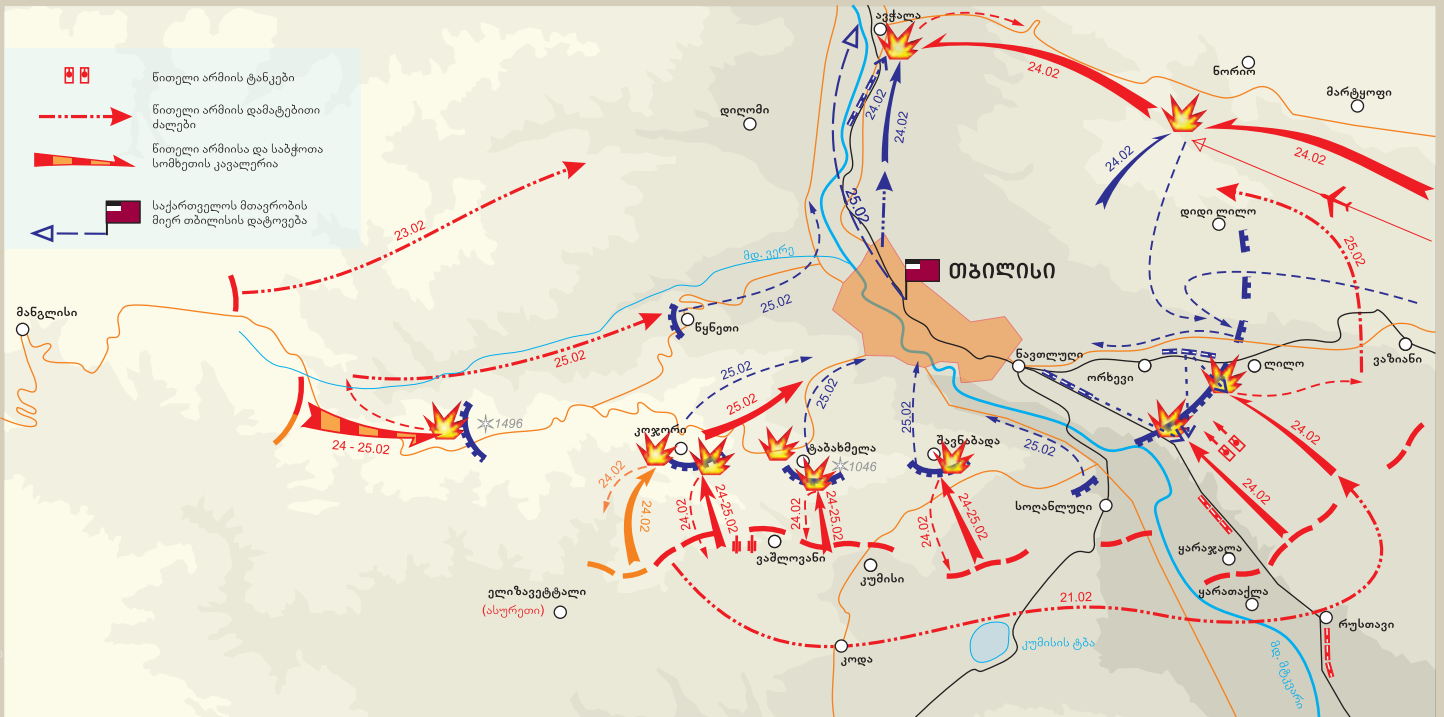 წითელი არმიის ტანკები
წითელი არმიის დამატებითი
ძალები
წითელი არმიისა და საბჭოთა
სომხეთის კავალერია
საქართველოს მთავრობის
მიერ თბილისის დატოვება
ავჭალა
24.02
ნორიო
მარტყოფი
დიღომი
24.02
24.02
24.02
24.02
25.02
დიდი ლილო
25.02
23.02
მდ. ვერე
თბილისი
მანგლისი
25.02
წყნეთი
25.02
ნავთლუღი
ორხევი
ლილო
ვაზიანი
25.02
25.02
25.02
25.02
24 - 25.02
1496
კოჯორი
ტაბახმელა
1046
შავნაბადა
25.02
24.02
24.02
24.02
24.02
24-25.02
24.02
24-25.02
24.02
24-25.02
24.02
სოღანლუღი
ვაშლოვანი
კუმისი
ყარაჯალა
ყარათაქლა
ელიზავეტტალი
(ასურეთი)
21.02
რუსთავი
კოდა
კუმისის ტბა
მდ. მტკვარი